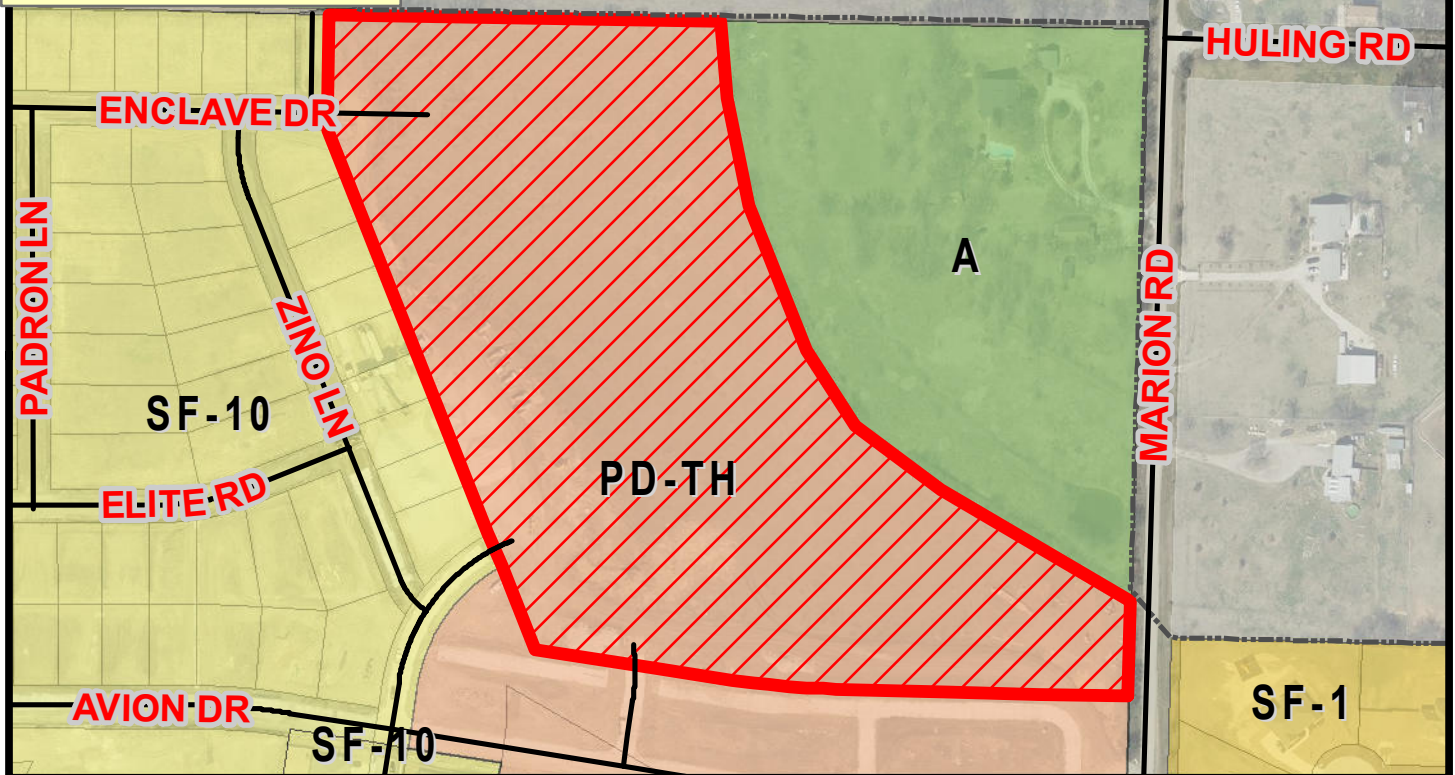 HULING RD
ENCLAVE DR
PADRON LN
ZINO LN
A
MARION RD
SF-10
PD-TH
ELITE RD
AVION DR
SF-10
SF-1